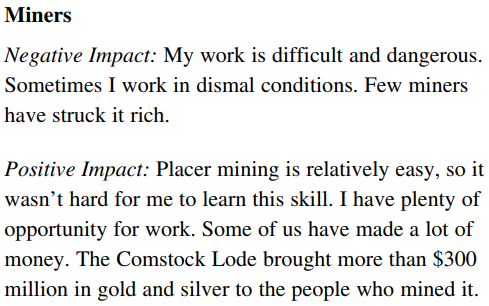 Miners
Negative Impact: My work is difficult and dangerous.
Sometimes I work in dismal conditions. Few miners
have struck it rich.
Positive Impact: Placer mining is relatively easy, so it
wasn’t hard for me to learn this skill. I have plenty of
opportunity for work. Some of us have made a lot of
money. The Comstock Lode brought more than $300
million in gold and silver to the people who mined it.